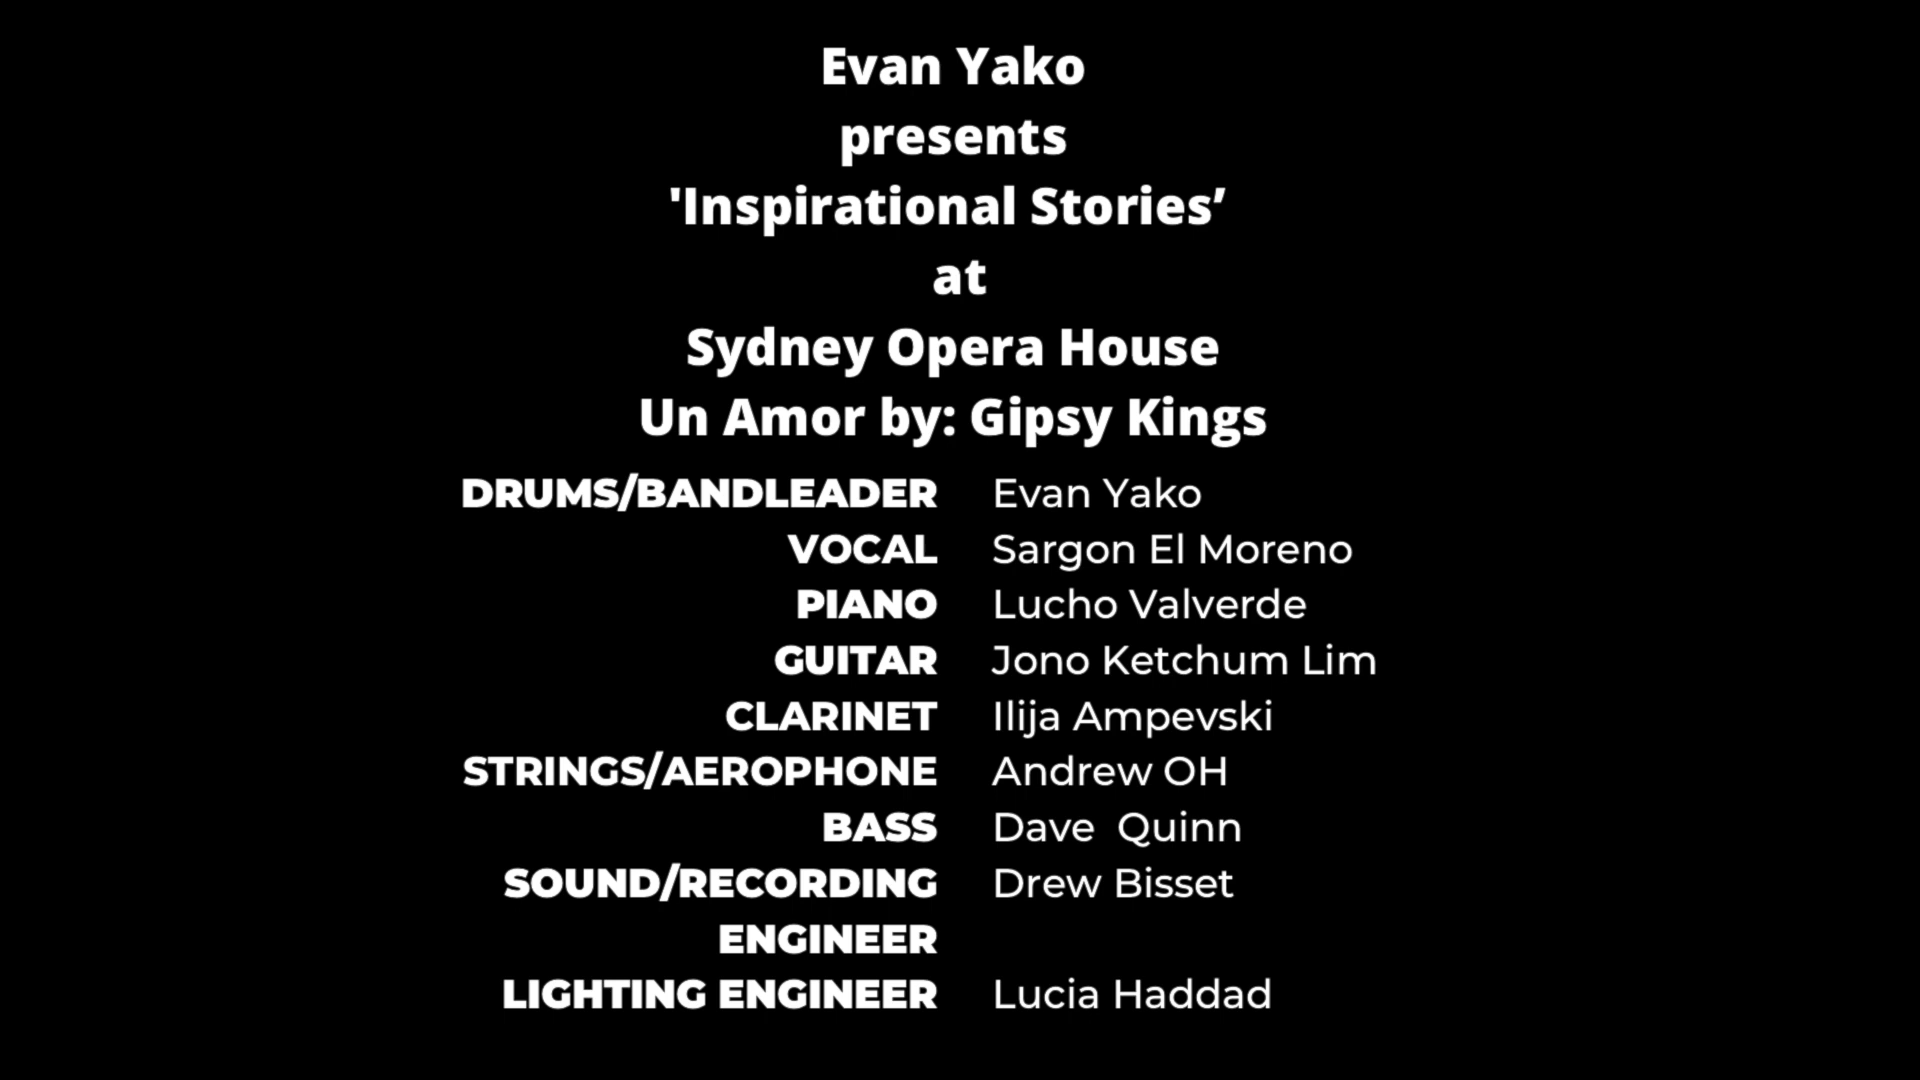 Evan Yako
presents
'Inspirational Stories’
at
Sydney Opera House
Un Amor by: Gipsy Kings
DRUMS/BANDLEADER Evan Yako
VOCAL Sargon El Moreno
PIANO Lucho Valverde
GUITAR Jono Ketchum Lim
CLARINET Ilija Ampevski
STRINGS/AEROPHONE Andrew OH
BASS Dave  Quinn
SOUND/RECORDING Drew Bisset
ENGINEER
LIGHTING ENGINEER Lucia Haddad